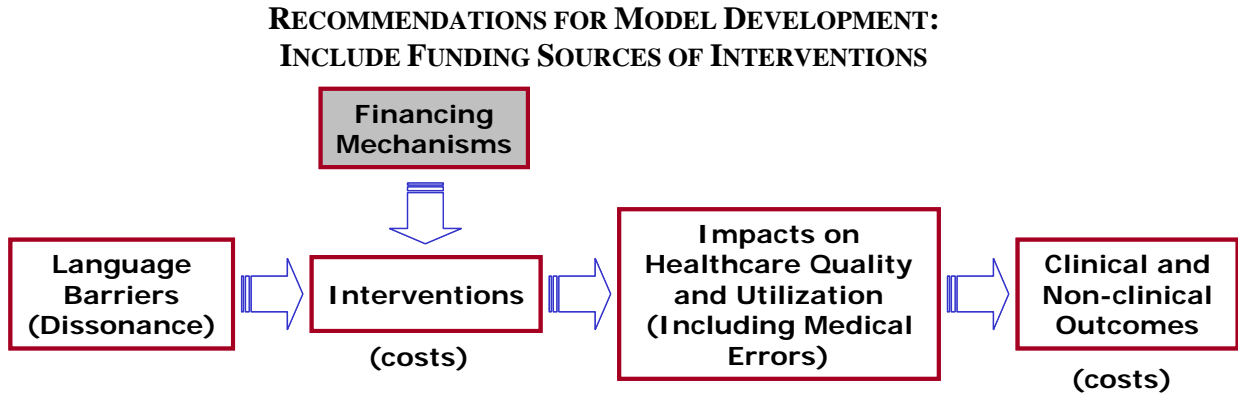 RECOMMENDATIONS FOR MODEL DEVELOPMENT:
INCLUDE FUNDING SOURCES OF INTERVENTIONS
Financing
Mechanisms
Language
Barriers
(Dissonance)
Interventions
(costs)
Impacts on
Healthcare Quality
and Utilization
(Including Medical
Errors)
Clinical and
Non-clinical
Outcomes
(costs)